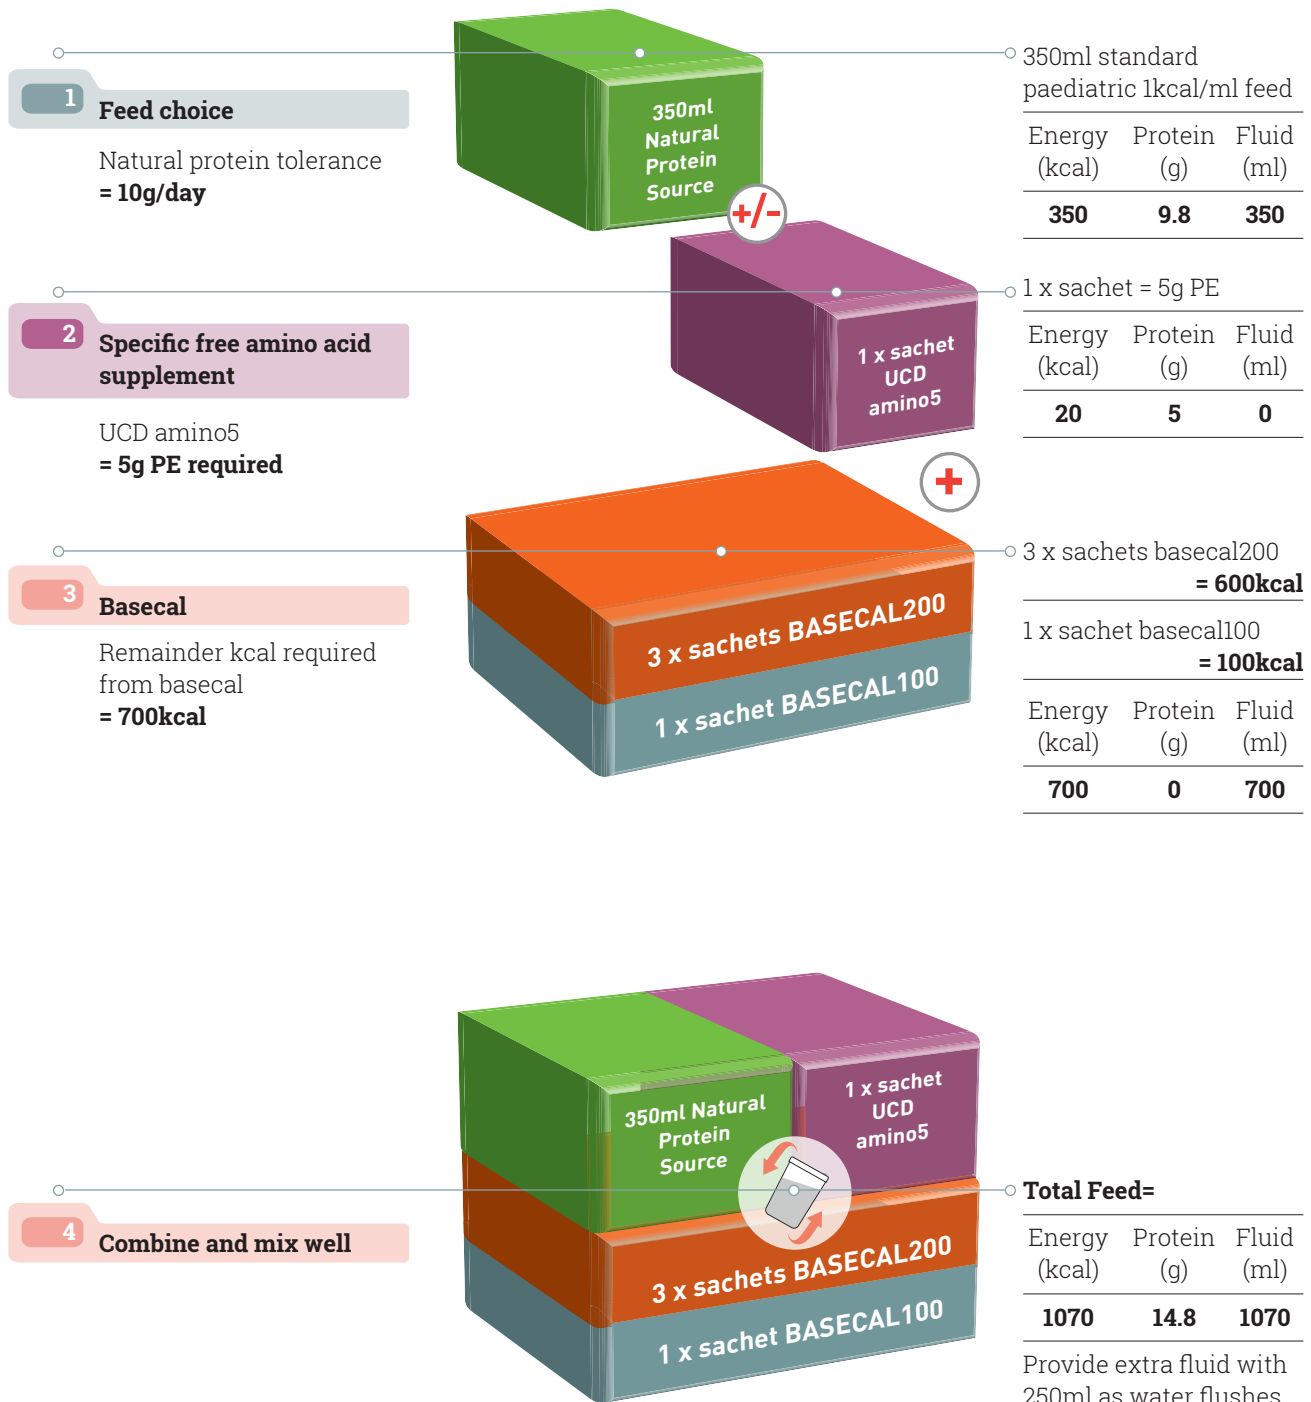 1
Feed choice
Natural protein tolerance
= 10g/day
350ml
Natural
Protein
Source
+/-
350ml standard
paediatric 1kcal/ml feed
Energy Protein Fluid
(kcal) (g) (ml)
350 9.8 350
2
Specific free amino acid
supplement
UCD amino5
= 5g PE required
1 x sachet
UCD
amino5
+
1 x sachet = 5g PE
Energy Protein Fluid
(kcal) (g) (ml)
20 5 0
3
Basecal
Remainder kcal required
from basecal
= 700kcal
3 x sachets BASECAL200
1 x sachet BASECAL100
3 x sachets basecal200
= 600kcal
1 x sachet basecal100
= 100kcal
Energy Protein Fluid
(kcal) (g) (ml)
700 0 700
4
Combine and mix well
350ml Natural
Protein
Source
1 x sachet
UCD
amino5
3 x sachets BASECAL200
1 x sachet BASECAL100
Total Feed=
Energy Protein Fluid
(kcal) (g) (ml)
1070 14.8 1070
Provide extra fluid with
250ml as water flushes